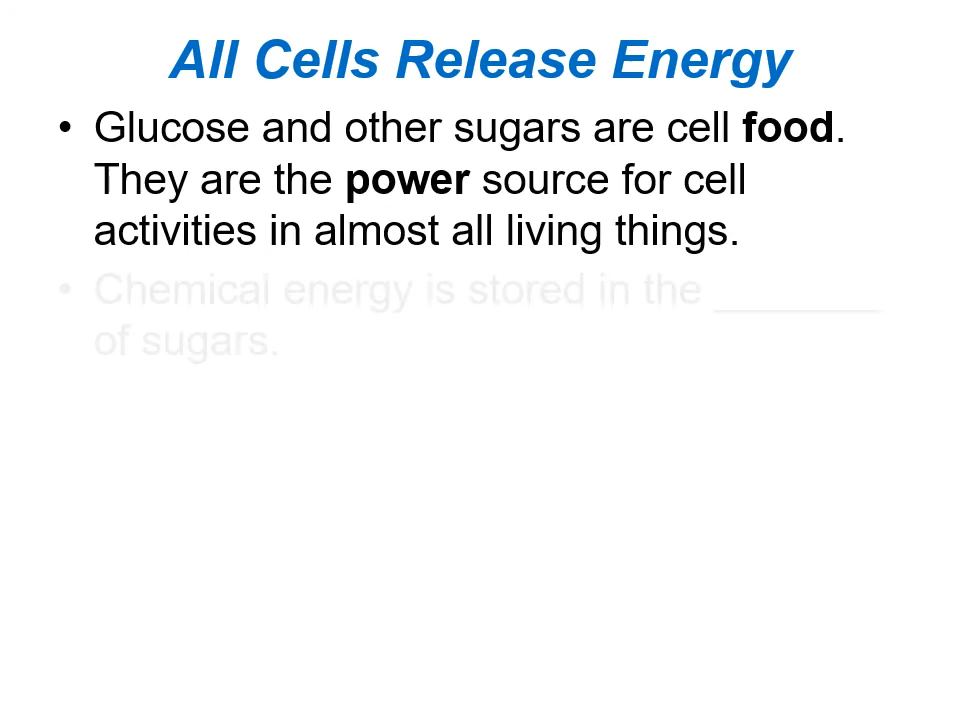 All Cells Release Energy
• Glucose and other sugars are cell food.
They are the power source for cell
activities in almost all living things.
• Chemical energy is stored in the ________
of sugars.